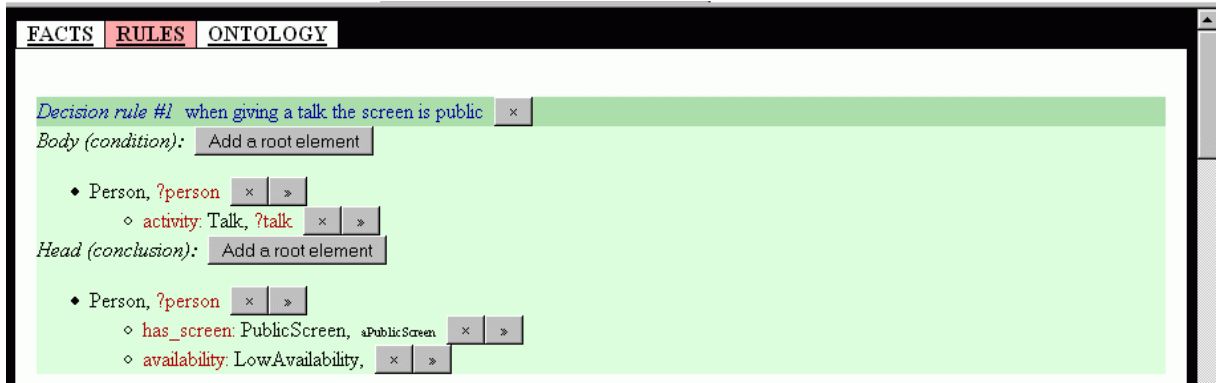 FACTS RULES ONTOLOGY
Decision rule #1 when giving a talk the screen is public ×
Body (condition): Add a root element
• Person, ?person × »
○ activity: Talk, ?talk × »
Head (conclusion): Add a root element
• Person, ?person × »
○ has_screen: PublicScreen, aPublicScreen × »
○ availability: LowAvailability, × »